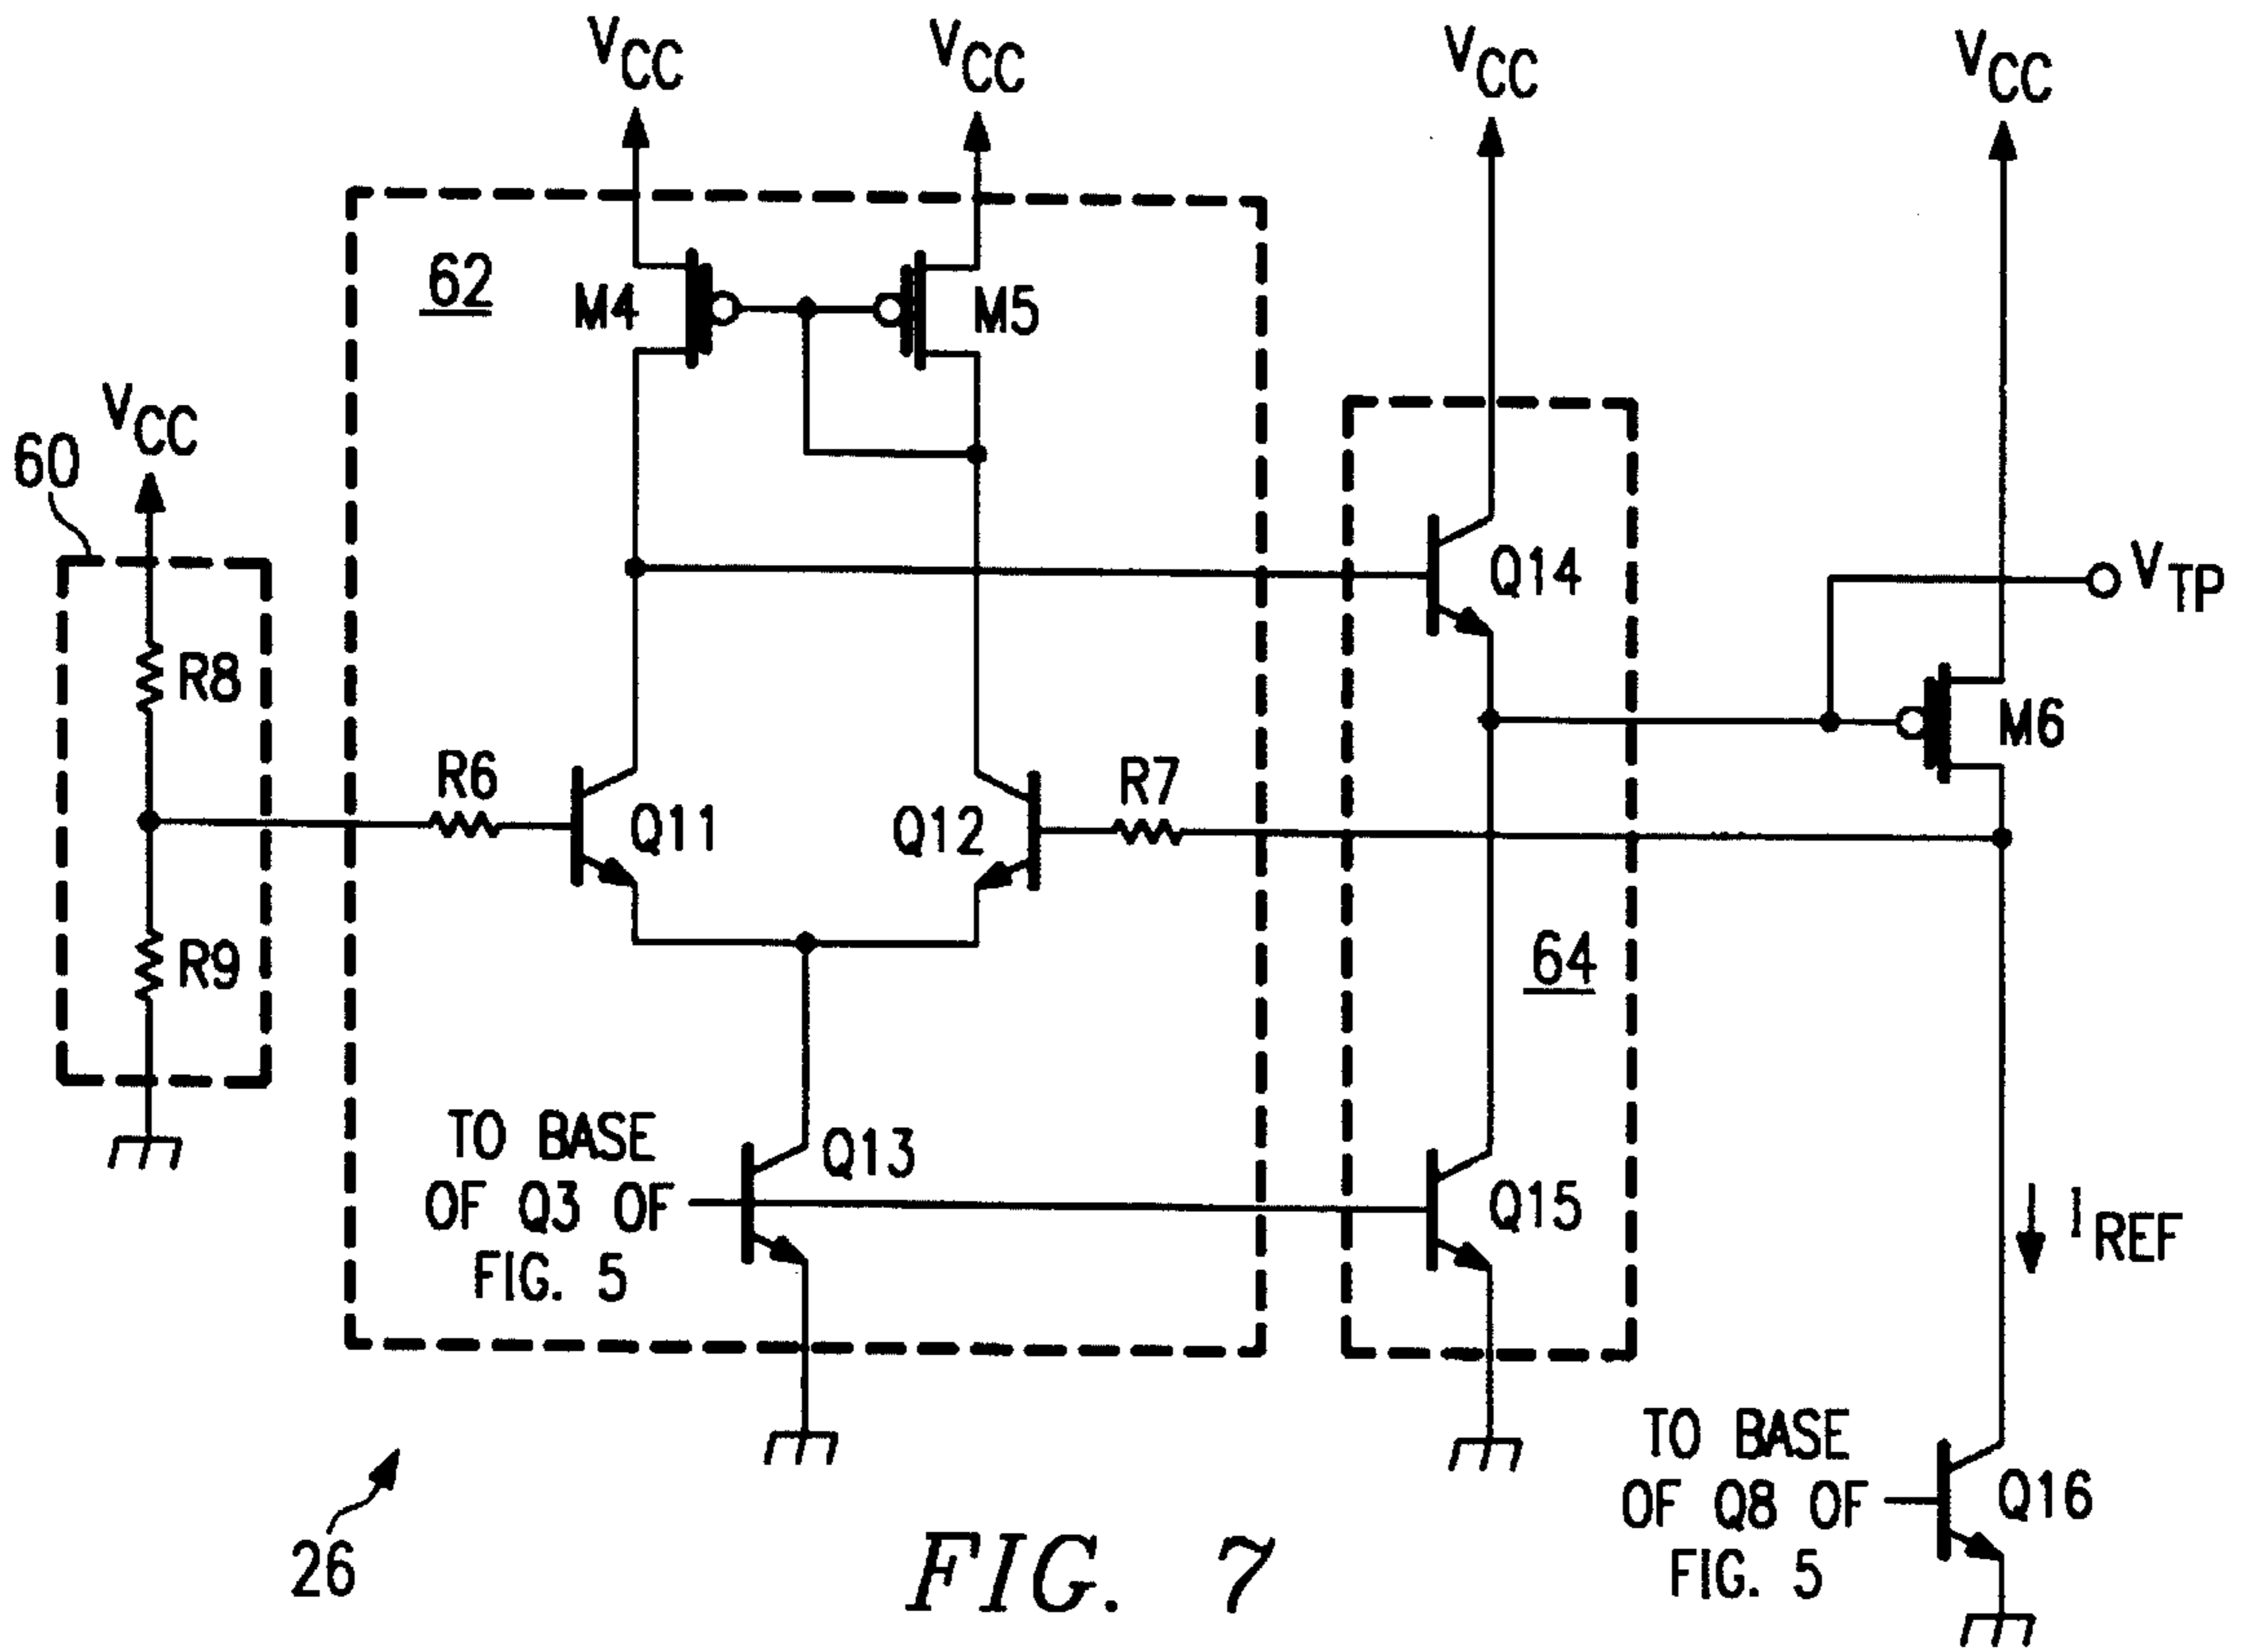 VCC
VCC
VCC
VCC
62
M4
M5
VCC
60
Q14
VTP
R8
M6
R6
Q11
Q12
R7
R9
64
TO BASE
OF Q3 OF
FIG. 5
Q13
Q15
IREF
TO BASE
OF Q8 OF
FIG. 5
Q16
26
FIG. 7